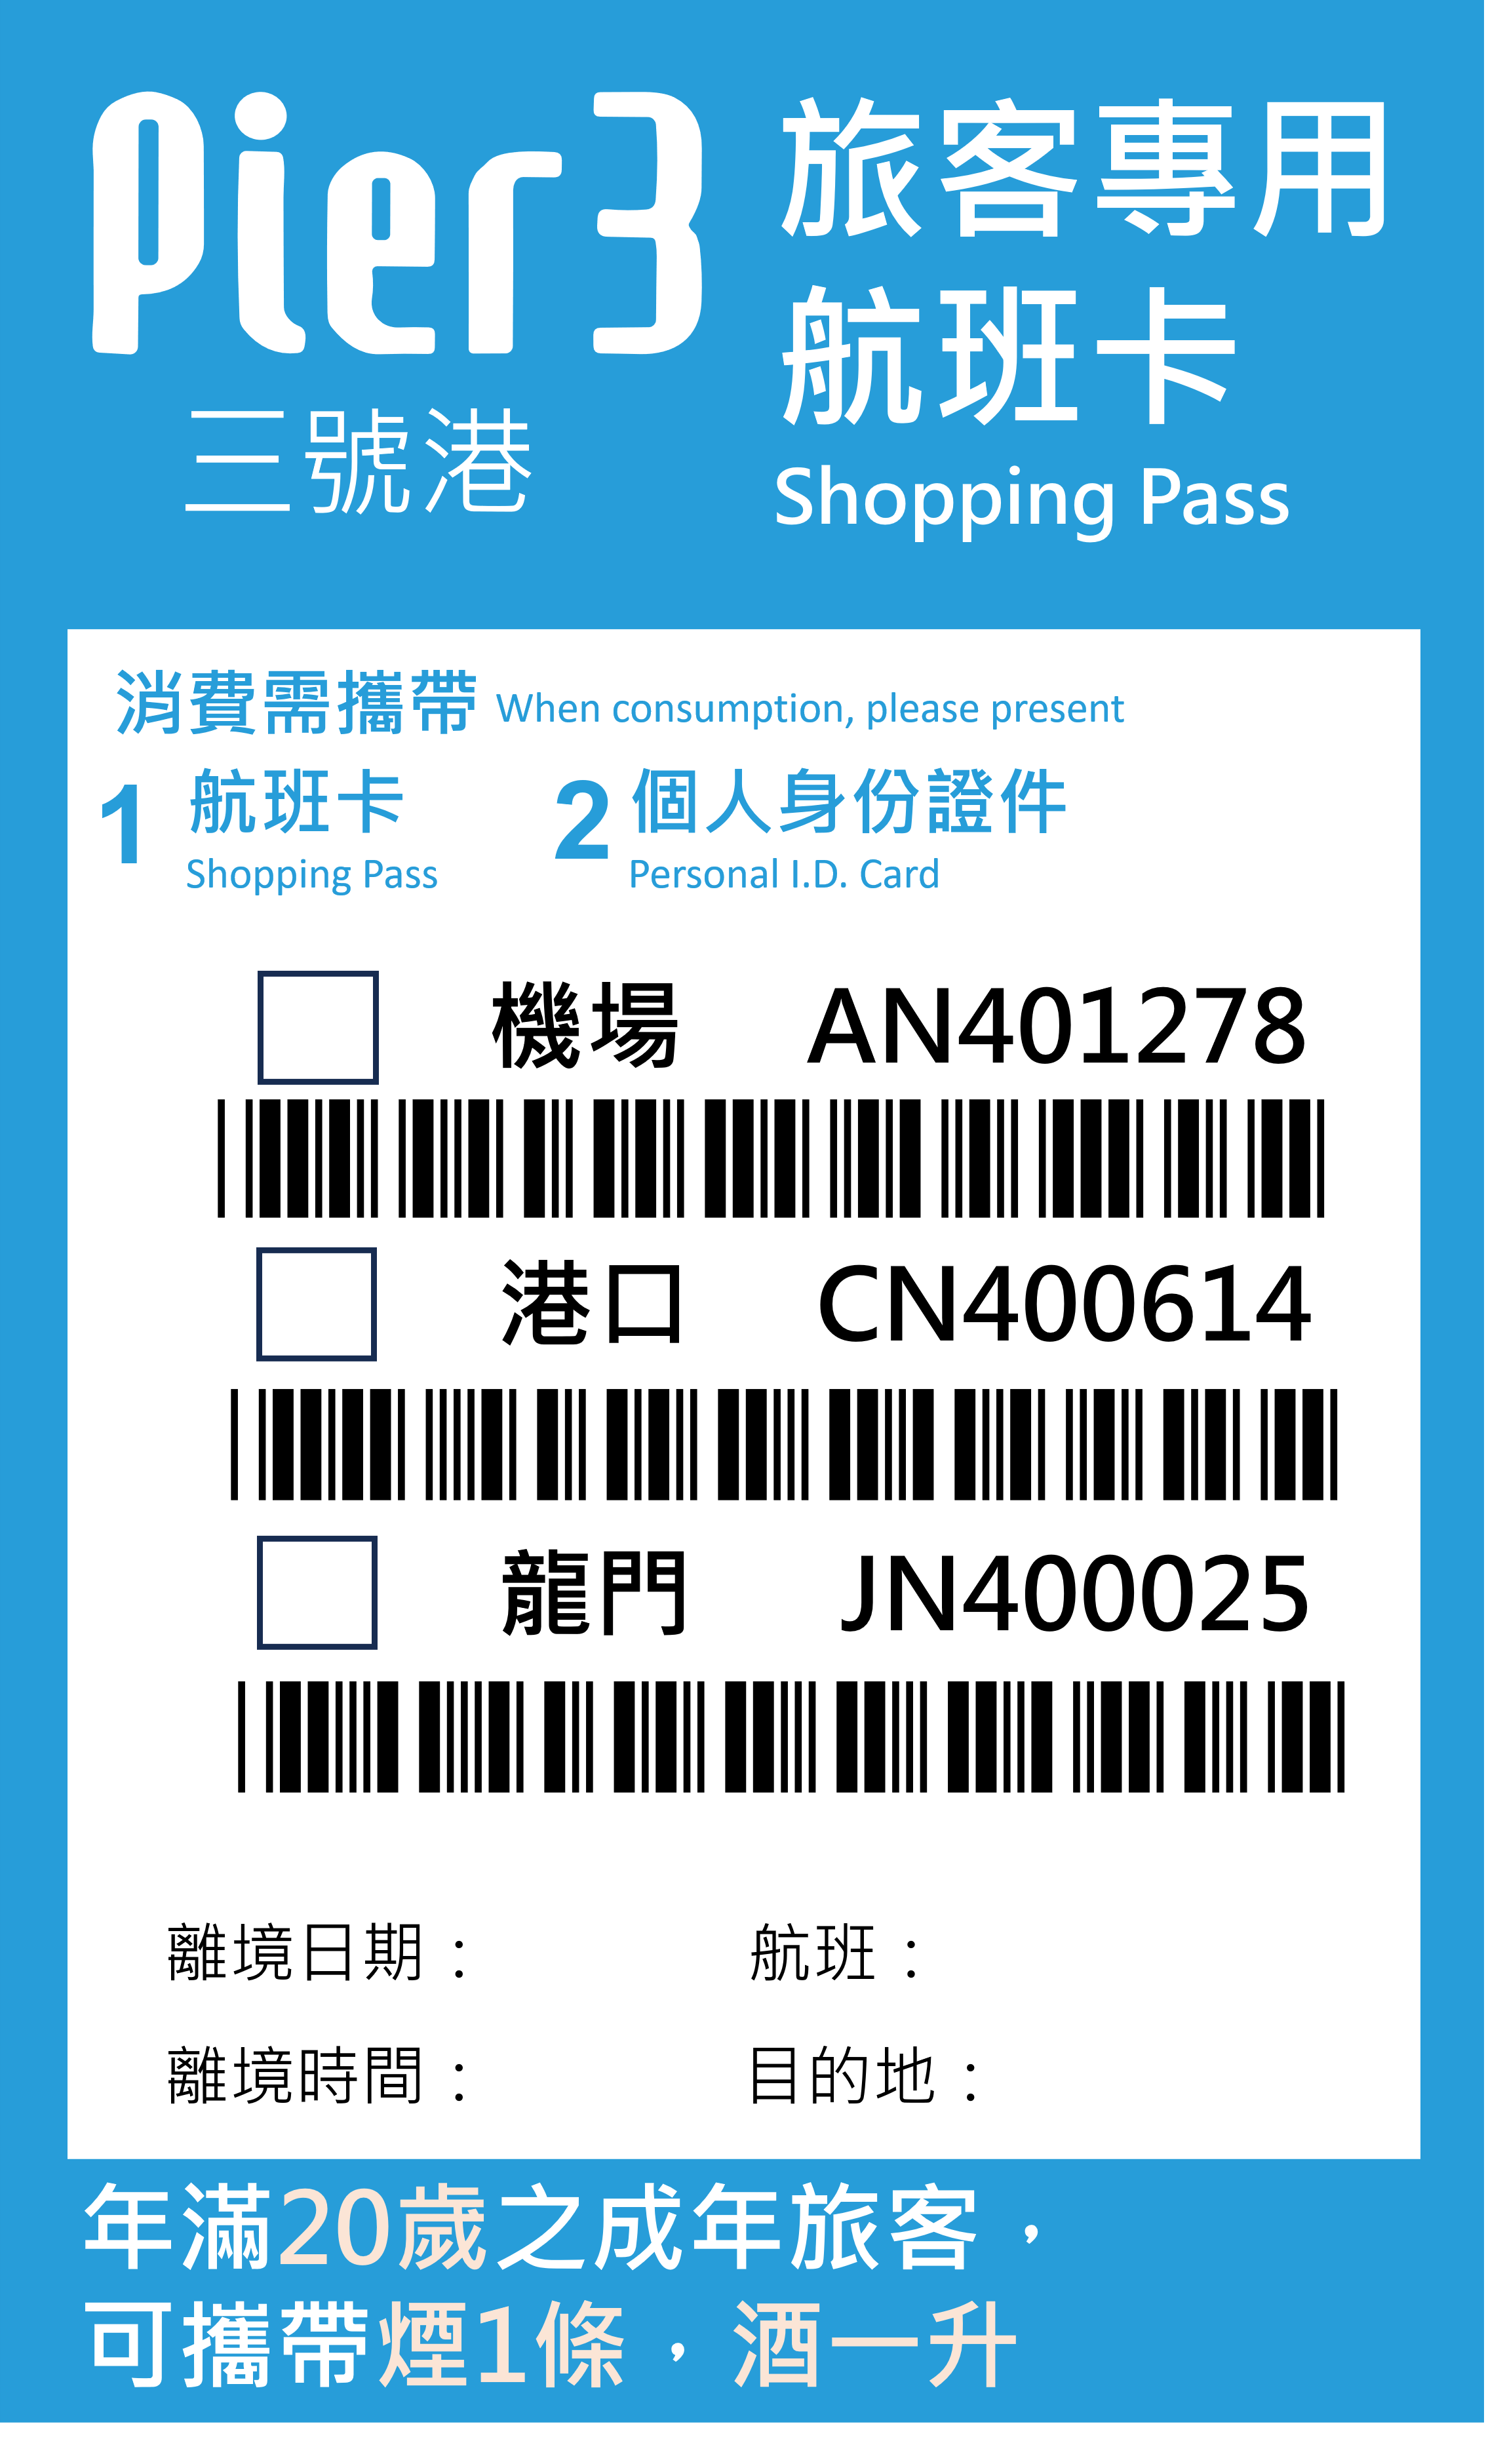 Pier3
三號港
旅客專用
航班卡
Shopping Pass
消費需攜帶 When consumption, please present
1 航班卡
Shopping Pass
2 個人身份證件
Personal I.D. Card
機場 AN401278
港口 CN400614
龍門 JN400025
離境日期： 航班：
離境時間： 目的地：
年滿20歲之成年旅客，
可攜帶煙1條，酒一升